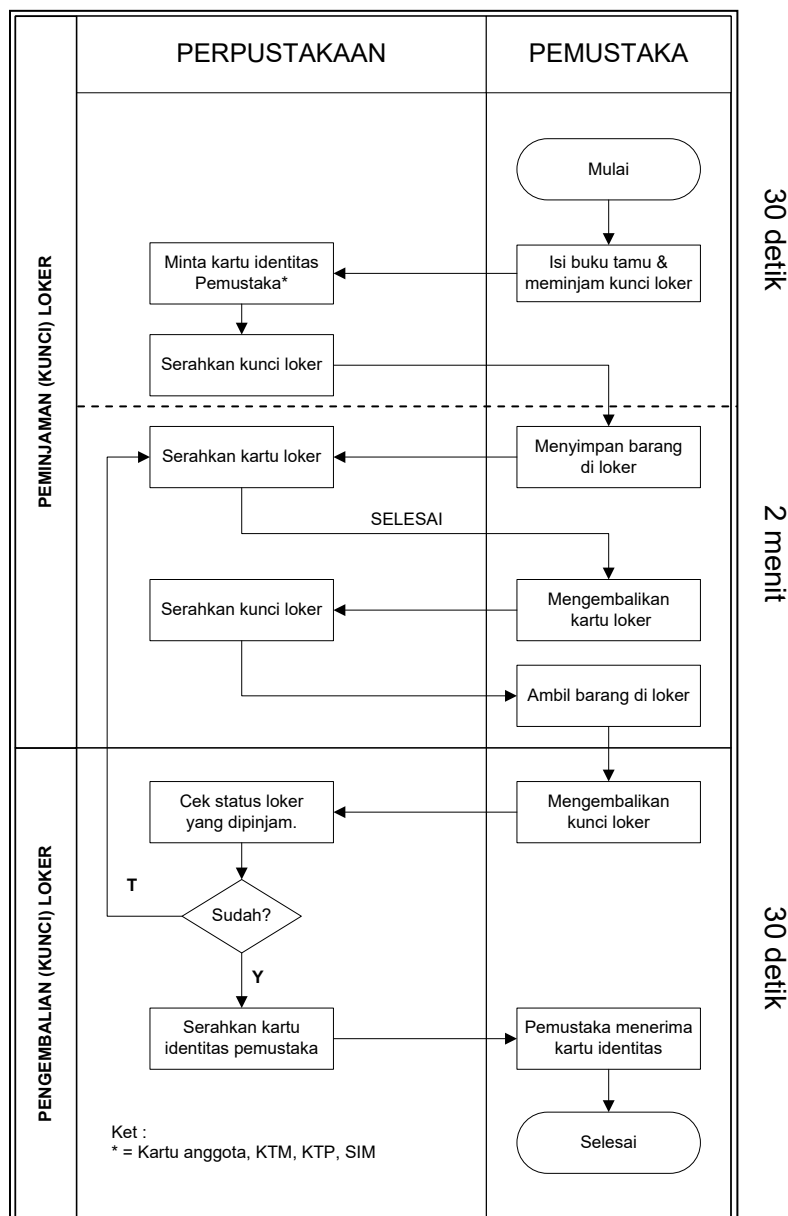 PERPUSTAKAAN
PEMUSTAKA
PEMINJAMAN (KUNCI) LOKER
Mulai
30 detik
Isi buku tamu &
meminjam kunci loker
Minta kartu identitas
Pemustaka*
Serahkan kunci loker
Menyimpan barang
di loker
Serahkan kartu loker
SELESAI
2 menit
Mengembalikan
kartu loker
Serahkan kunci loker
Ambil barang di loker
PENGEMBALIAN (KUNCI) LOKER
Mengembalikan
kunci loker
Cek status loker
yang dipinjam.
T
Sudah?
30 detik
Y
Serahkan kartu
identitas pemustaka
Pemustaka menerima
kartu identitas
Selesai
Ket :
* = Kartu anggota, KTM, KTP, SIM